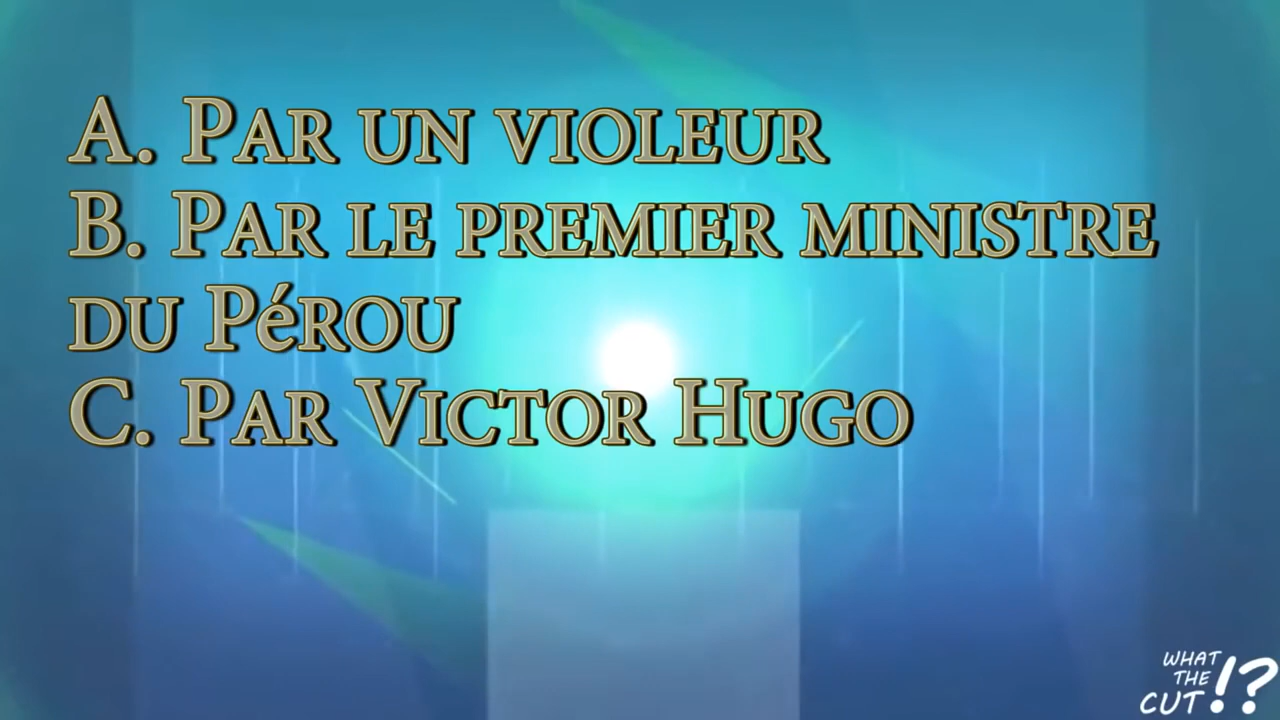 A. Par un violeur
B. Par le premier ministre
du Pérou
C. Par Victor Hugo
WHAT
THE
CUT !?